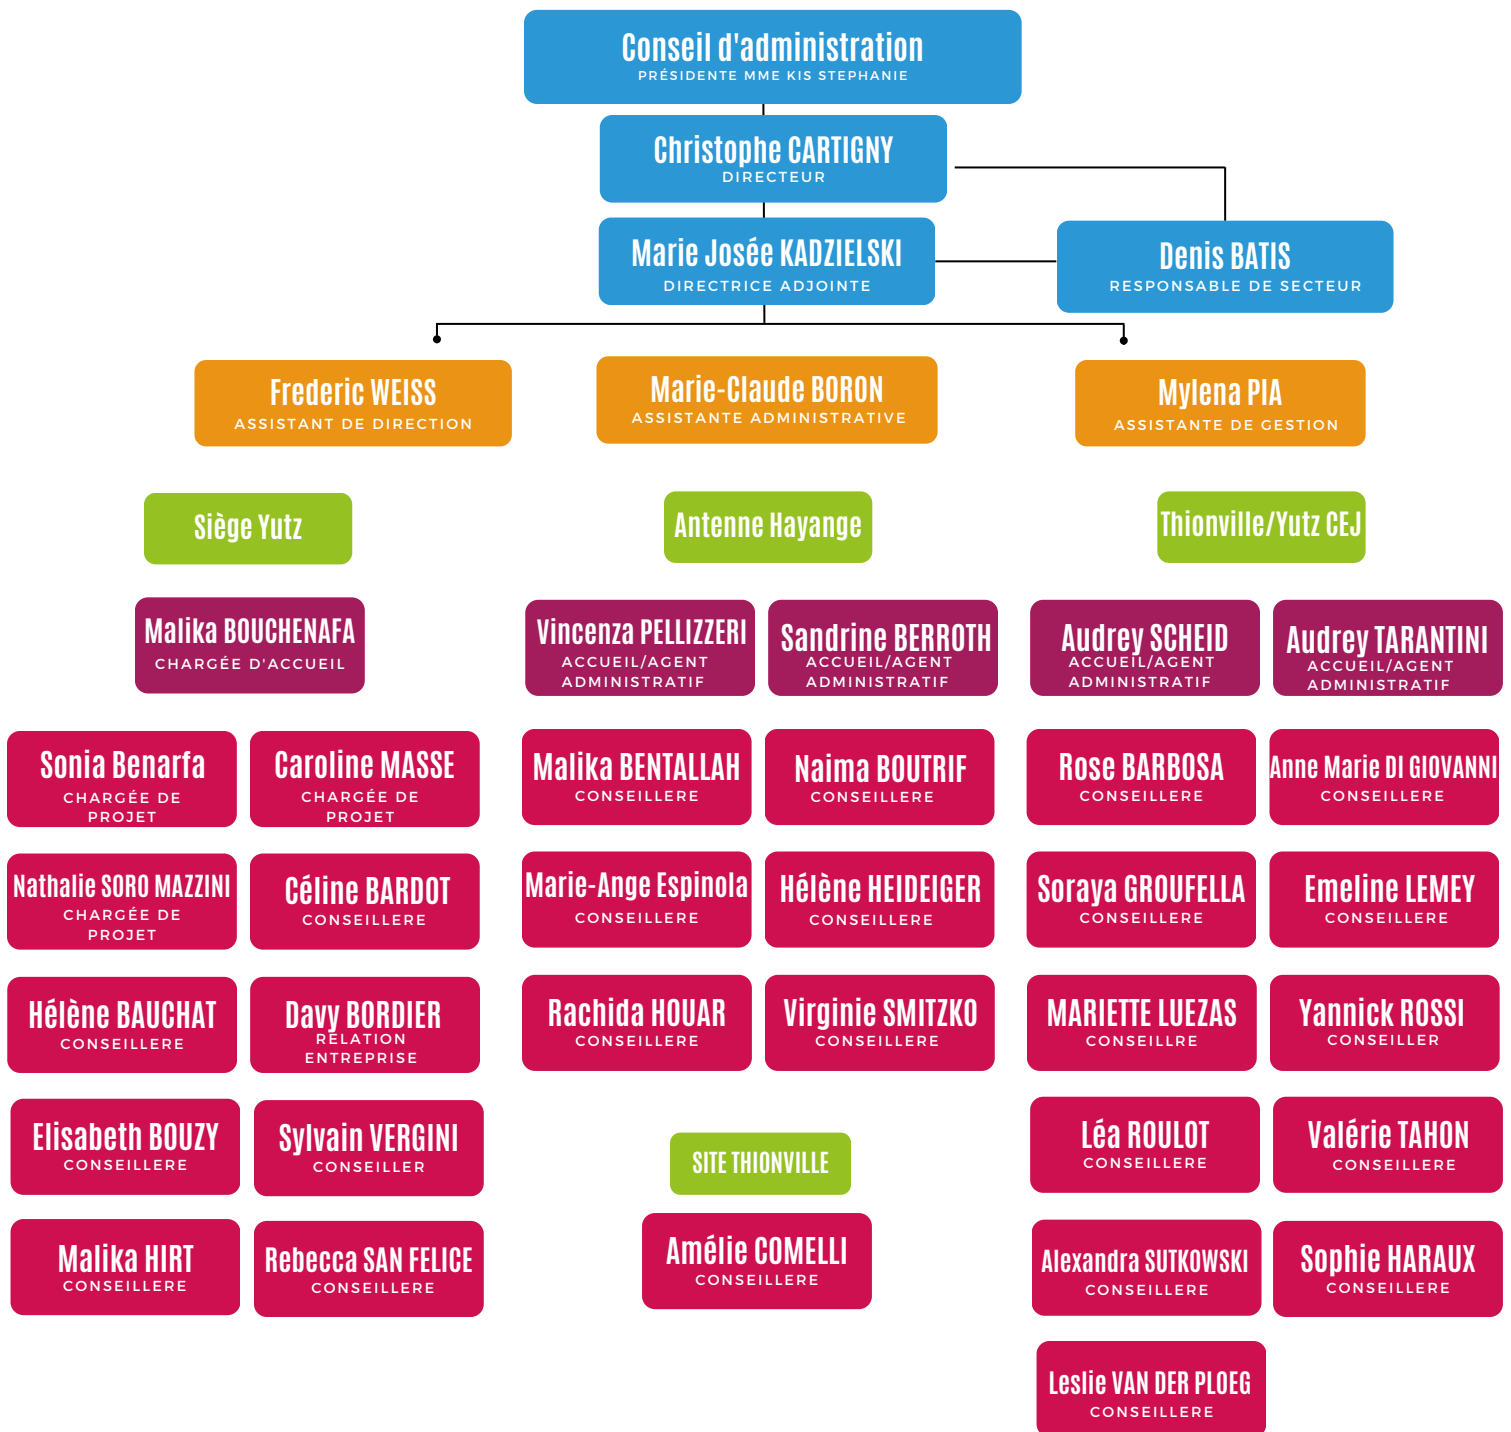 Conseil d'administration
PRÉSIDENTE MME KIS STEPHANIE
Christophe CARTIGNY
DIRECTEUR
Marie Josée KADZIELSKI
DIRECTRICE ADJOINTE
Denis BATIS
RESPONSABLE DE SECTEUR
Frederic WEISS
ASSISTANT DE DIRECTION
Marie-Claude BORON
ASSISTANTE ADMINISTRATIVE
Mylena PIA
ASSISTANTE DE GESTION
Siège Yutz
Malika BOUCHENAFA
CHARGÉE D'ACCUEIL
Sonia Benarfa
CHARGÉE DE
PROJET
Caroline MASSE
CHARGÉE DE
PROJET
Nathalie SORO MAZZINI
CHARGÉE DE
PROJET
Céline BARDOT
CONSEILLERE
Hélène BAUCHAT
CONSEILLERE
Davy BORDIER
RELATION
ENTREPRISE
Elisabeth BOUZY
CONSEILLERE
Sylvain VERGINI
CONSEILLER
Malika HIRT
CONSEILLERE
Rebecca SAN FELICE
CONSEILLERE
Antenne Hayange
Vincenza PELLIZZERI
ACCUEIL/AGENT
ADMINISTRATIF
Sandrine BERROTH
ACCUEIL/AGENT
ADMINISTRATIF
Malika BENTALLAH
CONSEILLERE
Naima BOUTRIF
CONSEILLERE
Marie-Ange Espinola
CONSEILLERE
Hélène HEIDEIGER
CONSEILLERE
Rachida HOUAR
CONSEILLERE
Virginie SMITZKO
CONSEILLERE
SITE THIONVILLE
Amélie COMELLI
CONSEILLERE
Thionville/Yutz CEJ
Audrey SCHEID
ACCUEIL/AGENT
ADMINISTRATIF
Audrey TARANTINI
ACCUEIL/AGENT
ADMINISTRATIF
Rose BARBOSA
CONSEILLERE
Anne Marie DI GIOVANNI
CONSEILLERE
Soraya GROUFELLA
CONSEILLERE
Emeline LEMEY
CONSEILLERE
MARIETTE LUEZAS
CONSEILLRE
Yannick ROSSI
CONSEILLER
Léa ROULOT
CONSEILLERE
Valérie TAHON
CONSEILLERE
Alexandra SUTKOWSKI
CONSEILLERE
Sophie HARAUX
CONSEILLERE
Leslie VAN DER PLOEG
CONSEILLERE